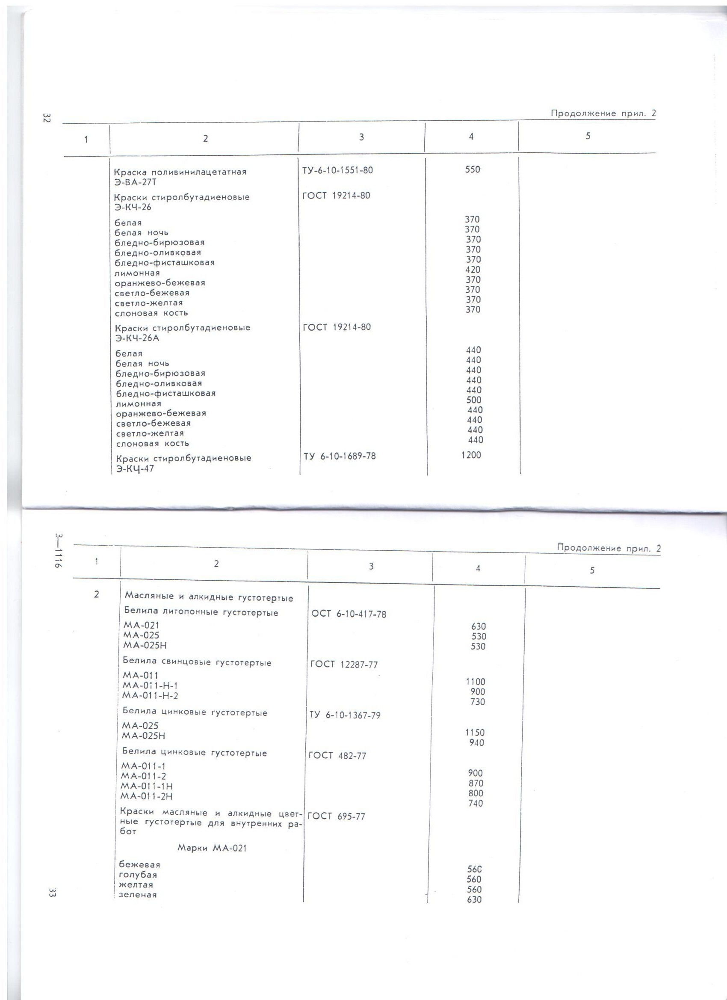 32
Продолжение прил. 2
1 2 3 4 5
Краска поливинилацетатная ТУ-6-10-1551-80 550
Э-ВА-27Т
Краски стиролбутадиеновые ГОСТ 19214-80
Э-КЧ-26
белая 370
белая ночь 370
бледно-бирюзовая 370
бледно-оливковая 370
бледно-фисташковая 370
лимонная 420
оранжево-бежевая 370
светло-бежевая 370
светло-желтая 370
слоновая кость 370
Краски стиролбутадиеновые ГОСТ 19214-80
Э-КЧ-26А
белая 440
белая ночь 440
бледно-бирюзовая 440
бледно-оливковая 440
бледно-фисташковая 440
лимонная 500
оранжево-бежевая 440
светло-бежевая 440
светло-желтая 440
слоновая кость 440
Краски стиролбутадиеновые ТУ 6-10-1689-78 1200
Э-КЧ-47
3—1116
Продолжение прил. 2
1 2 3 4 5
2 Масляные и алкидные густотертые
Белила литопонные густотертые ОСТ 6-10-417-78
МА-021 630
МА-025 530
МА-025Н 530
Белила свинцовые густотертые ГОСТ 12287-77
МА-011 1100
МА-011-Н-1 900
МА-011-Н-2 730
Белила цинковые густотертые ТУ 6-10-1367-79
МА-025 1150
МА-025Н 940
Белила цинковые густотертые ГОСТ 482-77
МА-011-1 900
МА-011-2 870
МА-011-1Н 800
МА-011-2Н 740
Краски масляные и алкидные цвет- ГОСТ 695-77
ные густотертые для внутренних ра-
бот
Марки МА-021
бежевая 560
голубая 560
желтая 560
зеленая 630
33